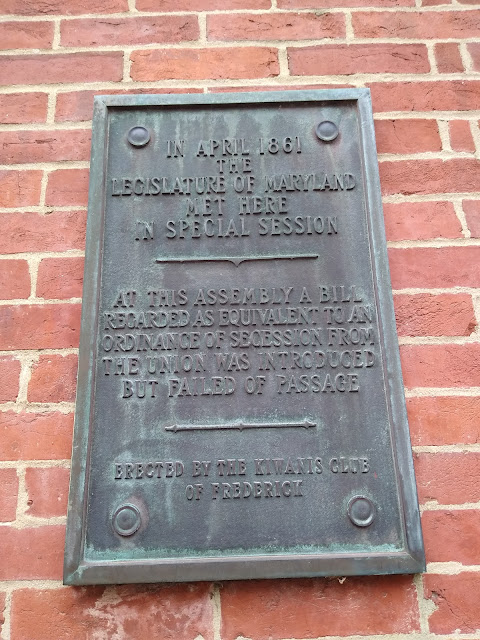 IN APRIL 1861
THE
LEGISLATURE OF MARYLAND
MET HERE
IN SPECIAL SESSION
AT THIS ASSEMBLY A BILL
REGARDED AS EQUIVALENT TO AN
ORDINANCE OF SECESSION FROM
THE UNION WAS INTRODUCED
BUT FAILED OF PASSAGE
ERECTED BY THE KIWANIS CLUB
OF FREDERICK